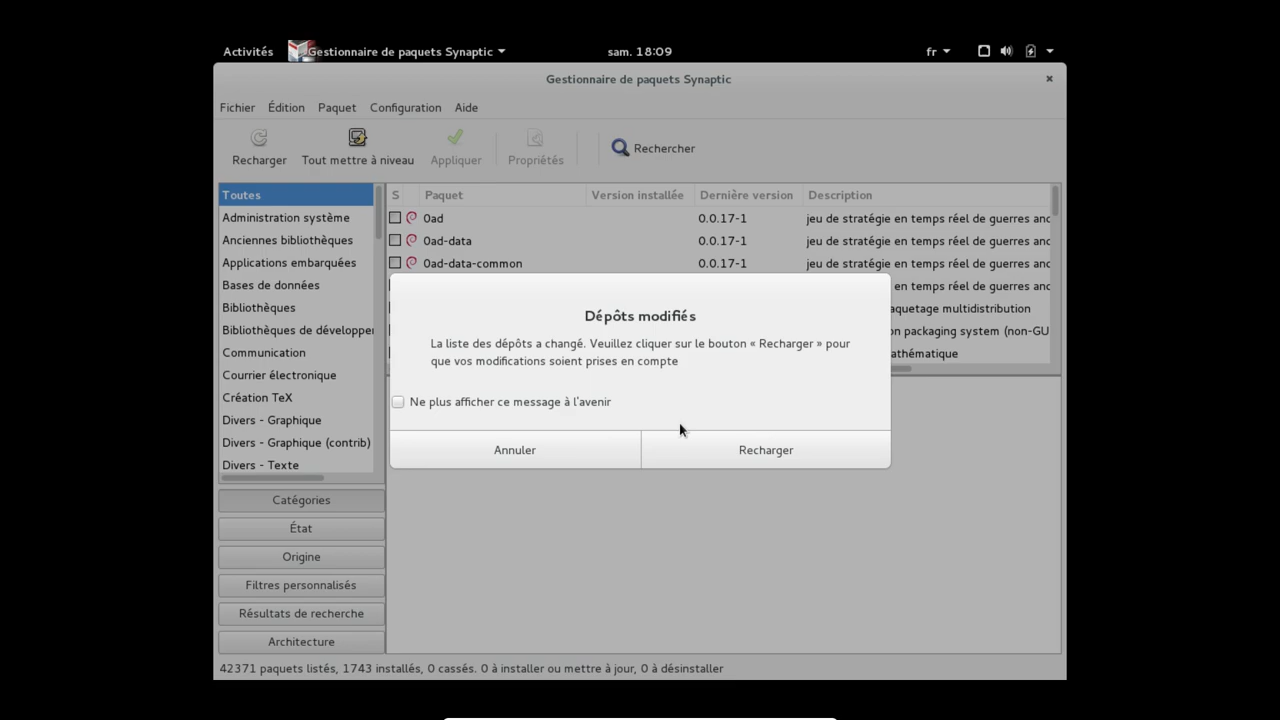 Activités
Gestionnaire de paquets Synaptic
sam. 18:09
fr
Gestionnaire de paquets Synaptic
Fichier Édition Paquet Configuration Aide
Recharger
Tout mettre à niveau
Appliquer
Propriétés
Rechercher
Toutes
Administration système
Anciennes bibliothèques
Applications embarquées
Bases de données
Bibliothèques
Bibliothèques de développer
Communication
Courrier électronique
Création TeX
Divers - Graphique
Divers - Graphique (contrib)
Divers - Texte
Catégories
État
Origine
Filtres personnalisés
Résultats de recherche
Architecture
S Paquet Version installée Dernière version Description
0ad 0.0.17-1 jeu de stratégie en temps réel de guerres anc
0ad-data 0.0.17-1 jeu de stratégie en temps réel de guerres anc
0ad-data-common 0.0.17-1 jeu de stratégie en temps réel de guerres anc
en temps réel de guerres anc
aquetage multidistribution
on packaging system (non-GU
athématique
Dépôts modifiés
La liste des dépôts a changé. Veuillez cliquer sur le bouton « Recharger » pour
que vos modifications soient prises en compte
Ne plus afficher ce message à l'avenir
Annuler
Recharger
42371 paquets listés, 1743 installés, 0 cassés. 0 à installer ou mettre à jour, 0 à désinstaller